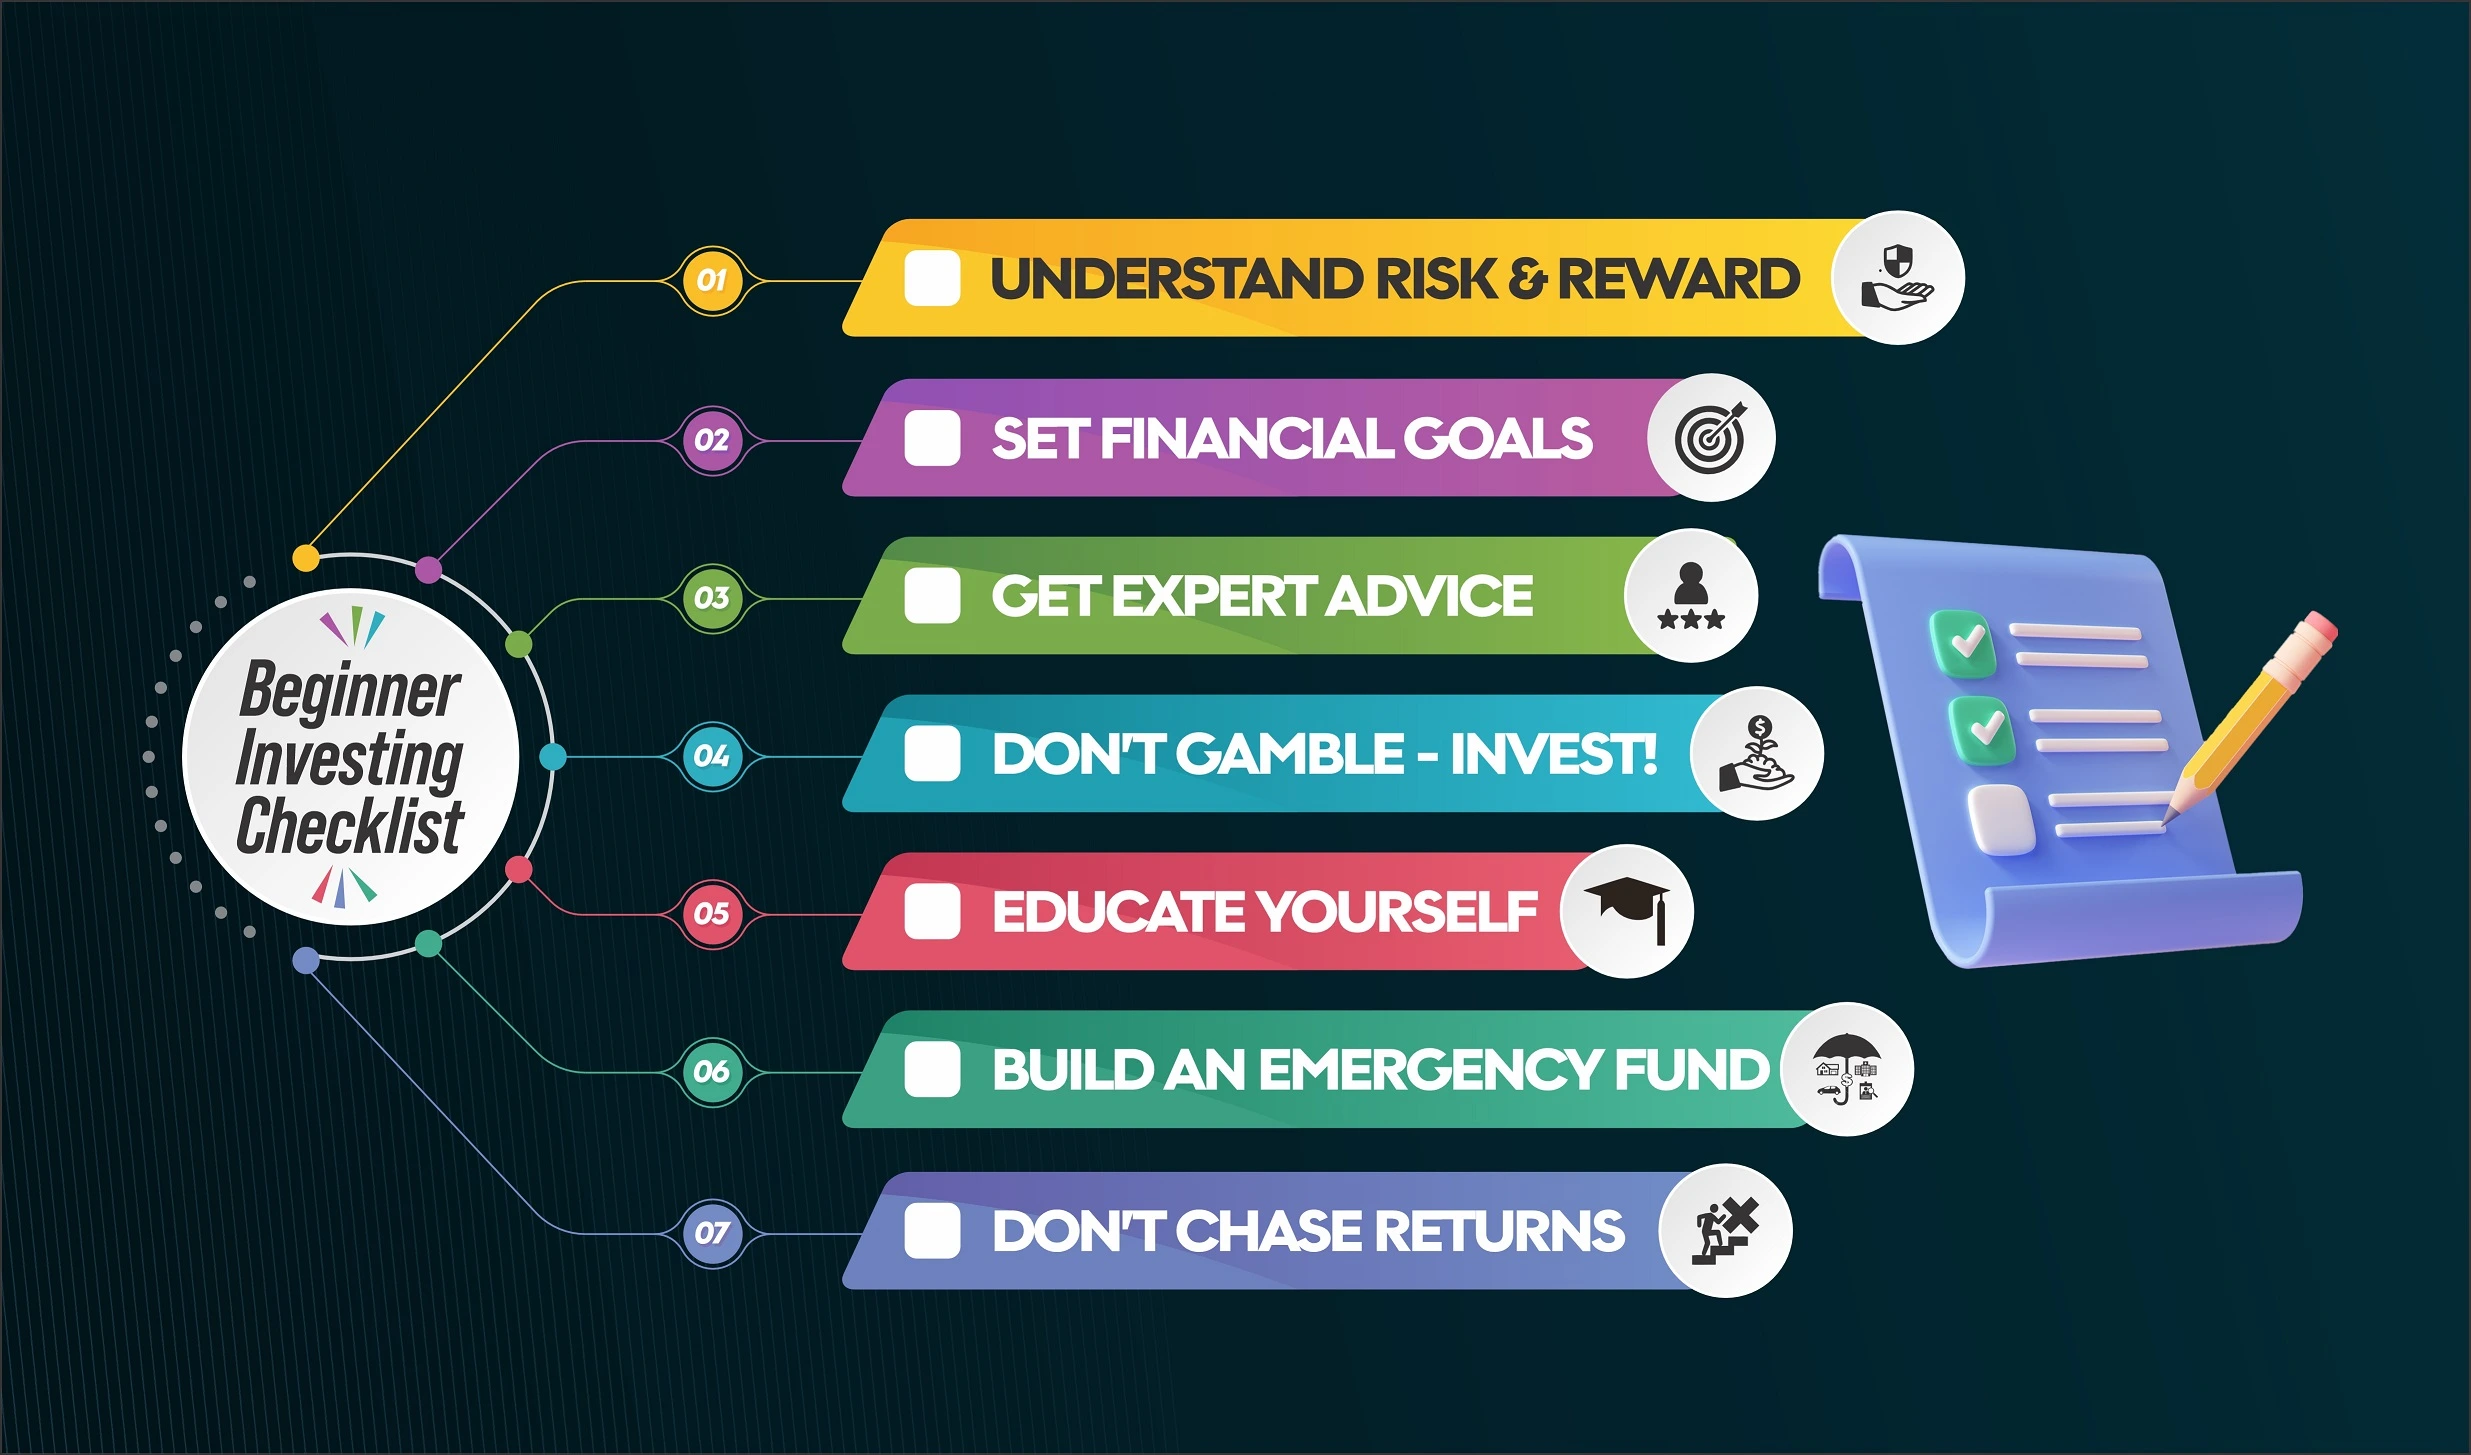 Beginner
Investing
Checklist
01
UNDERSTAND RISK & REWARD
02
SET FINANCIAL GOALS
03
GET EXPERT ADVICE
04
DON'T GAMBLE - INVEST!
05
EDUCATE YOURSELF
06
BUILD AN EMERGENCY FUND
07
DON'T CHASE RETURNS